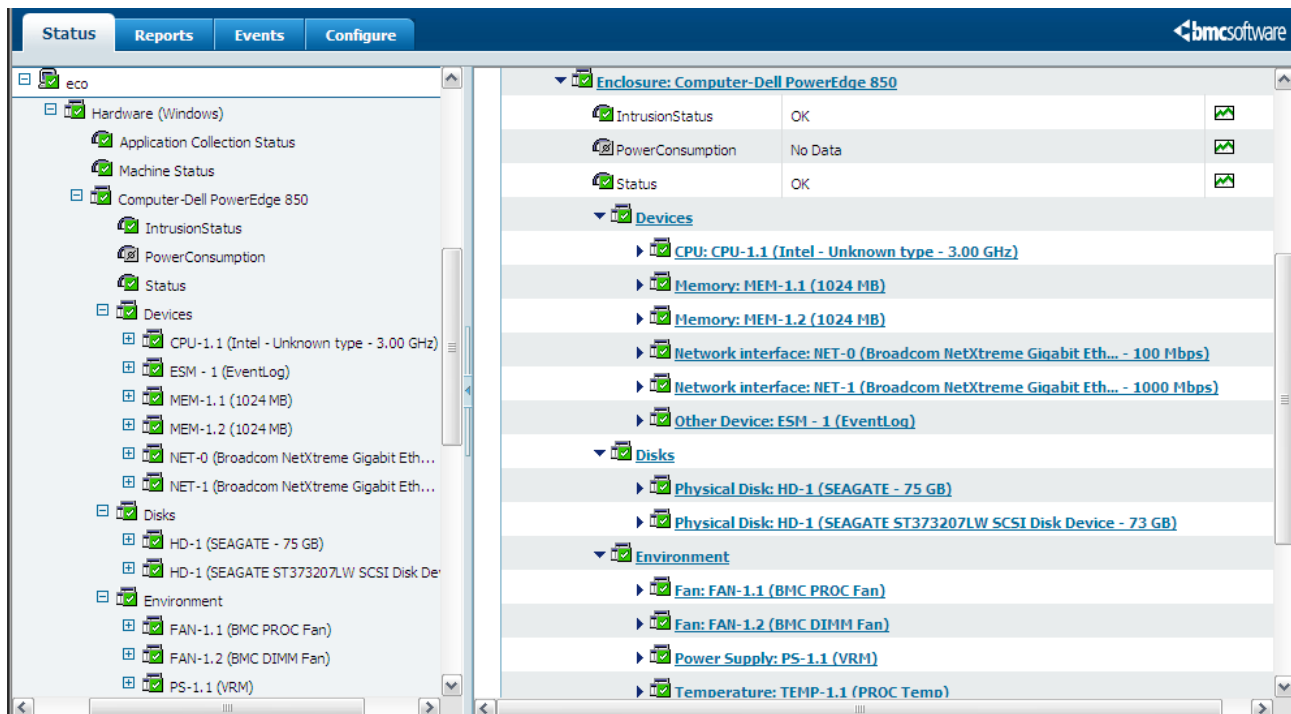 Status Reports Events Configure
bmcsoftware
eco
Hardware (Windows)
Application Collection Status
Machine Status
Computer-Dell PowerEdge 850
IntrusionStatus
PowerConsumption
Status
Devices
CPU-1.1 (Intel - Unknown type - 3.00 GHz)
ESM - 1 (EventLog)
MEM-1.1 (1024 MB)
MEM-1.2 (1024 MB)
NET-0 (Broadcom NetXtreme Gigabit Eth...
NET-1 (Broadcom NetXtreme Gigabit Eth...
Disks
HD-1 (SEAGATE - 75 GB)
HD-1 (SEAGATE ST373207LW SCSI Disk De
Environment
FAN-1.1 (BMC PROC Fan)
FAN-1.2 (BMC DIMM Fan)
PS-1.1 (VRM)
Enclosure: Computer-Dell PowerEdge 850
IntrusionStatus OK
PowerConsumption No Data
Status OK
Devices
CPU: CPU-1.1 (Intel - Unknown type - 3.00 GHz)
Memory: MEM-1.1 (1024 MB)
Memory: MEM-1.2 (1024 MB)
Network interface: NET-0 (Broadcom NetXtreme Gigabit Eth... - 100 Mbps)
Network interface: NET-1 (Broadcom NetXtreme Gigabit Eth... - 1000 Mbps)
Other Device: ESM - 1 (EventLog)
Disks
Physical Disk: HD-1 (SEAGATE - 75 GB)
Physical Disk: HD-1 (SEAGATE ST373207LW SCSI Disk Device - 73 GB)
Environment
Fan: FAN-1.1 (BMC PROC Fan)
Fan: FAN-1.2 (BMC DIMM Fan)
Power Supply: PS-1.1 (VRM)
Temperature: TEMP-1.1 (PROC Temp)